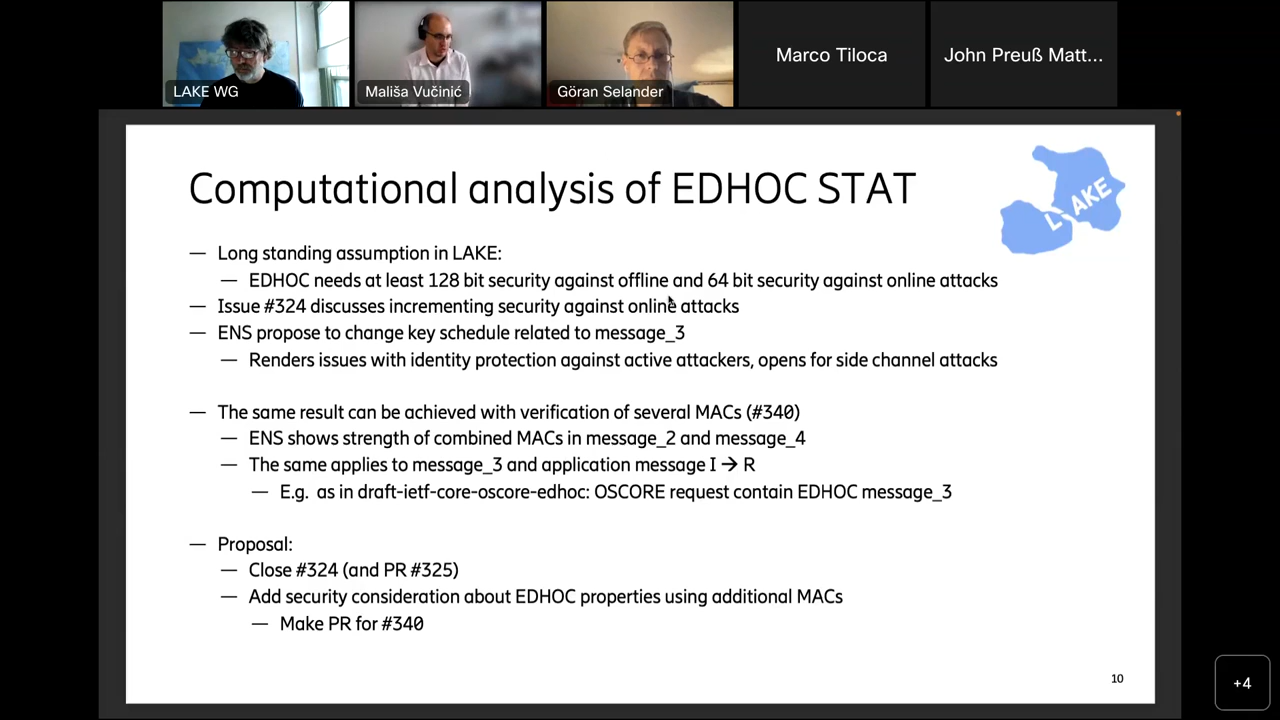 LAKE WG
Mališa Vučinić
Göran Selander
Marco Tiloca
John Preuß Matt...
Computational analysis of EDHOC STAT
LAKE
— Long standing assumption in LAKE:
— EDHOC needs at least 128 bit security against offline and 64 bit security against online attacks
— Issue #324 discusses incrementing security against online attacks
— ENS propose to change key schedule related to message_3
— Renders issues with identity protection against active attackers, opens for side channel attacks
— The same result can be achieved with verification of several MACs (#340)
— ENS shows strength of combined MACs in message_2 and message_4
— The same applies to message_3 and application message I → R
— E.g. as in draft-ietf-core-oscore-edhoc: OSCORE request contain EDHOC message_3
— Proposal:
— Close #324 (and PR #325)
— Add security consideration about EDHOC properties using additional MACs
— Make PR for #340
10
+4